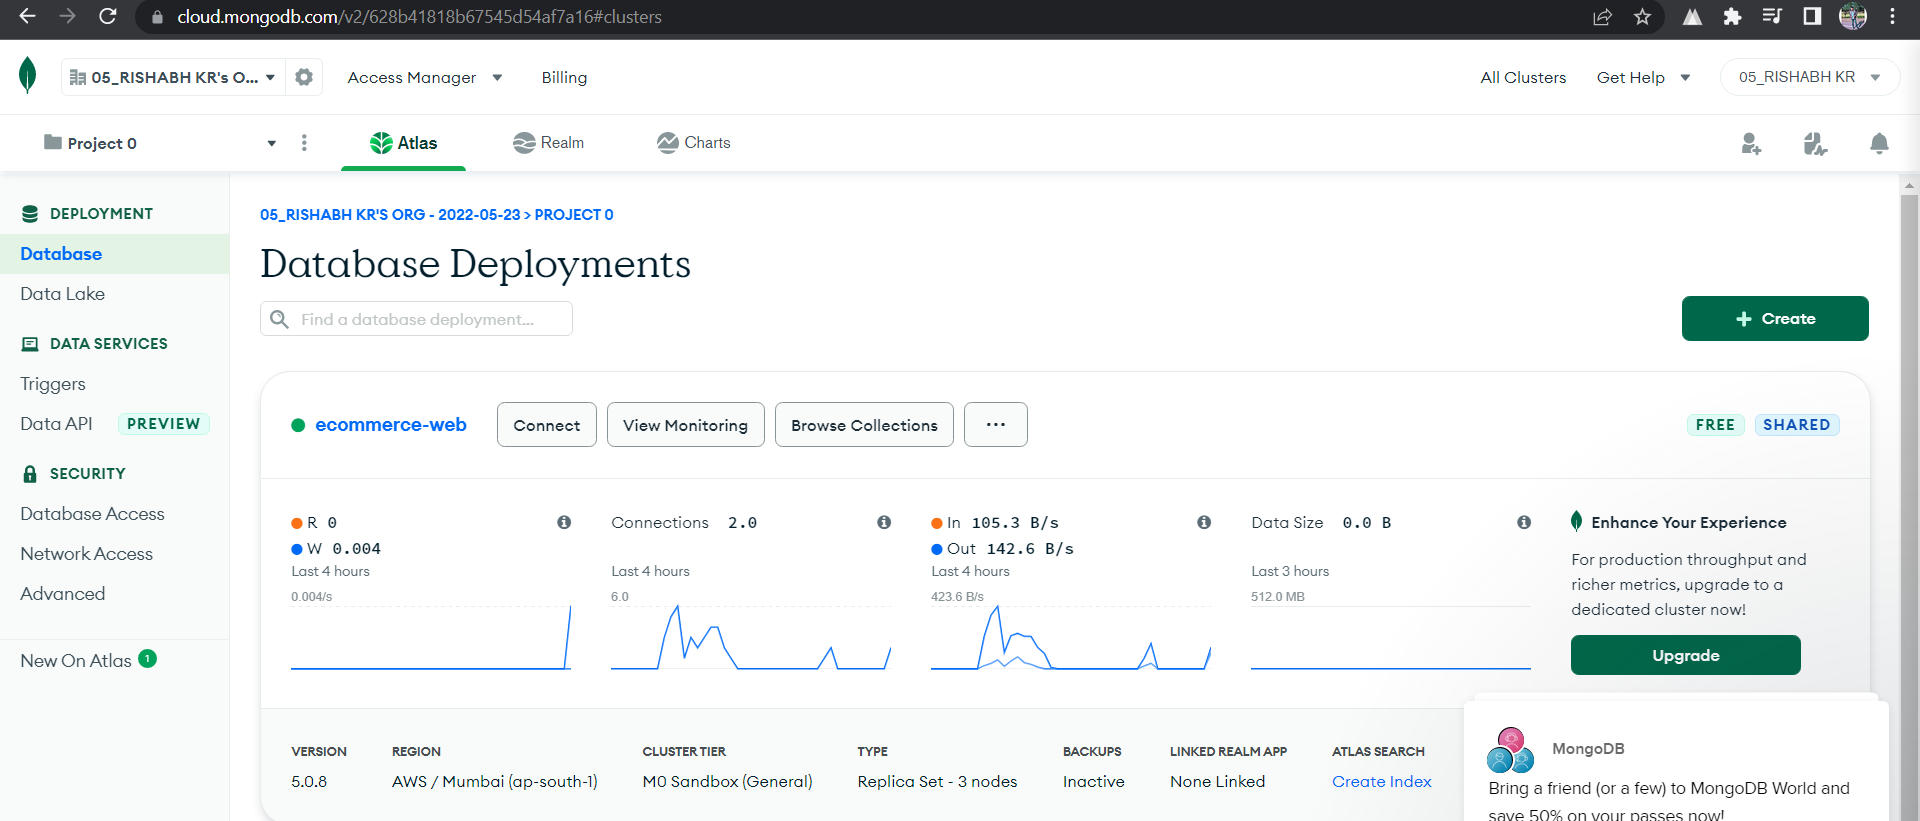 cloud.mongodb.com/v2/628b41818b67545d54af7a16#clusters
05_RISHABH KR's O... Access Manager Billing All Clusters Get Help 05_RISHABH KR
Project 0 Atlas Realm Charts
DEPLOYMENT
Database
Data Lake
DATA SERVICES
Triggers
Data API PREVIEW
SECURITY
Database Access
Network Access
Advanced
New On Atlas 1
05_RISHABH KR'S ORG - 2022-05-23 > PROJECT 0
Database Deployments
Find a database deployment...
+ Create
ecommerce-web Connect View Monitoring Browse Collections ... FREE SHARED
R 0
W 0.004
Last 4 hours
0.004/s
Connections 2.0
Last 4 hours
6.0
In 105.3 B/s
Out 142.6 B/s
Last 4 hours
423.6 B/s
Data Size 0.0 B
Last 3 hours
512.0 MB
Enhance Your Experience
For production throughput and
richer metrics, upgrade to a
dedicated cluster now!
Upgrade
VERSION REGION CLUSTER TIER TYPE BACKUPS LINKED REALM APP ATLAS SEARCH
5.0.8 AWS / Mumbai (ap-south-1) M0 Sandbox (General) Replica Set - 3 nodes Inactive None Linked Create Index
MongoDB
Bring a friend (or a few) to MongoDB World and
save 50% on your passes now!